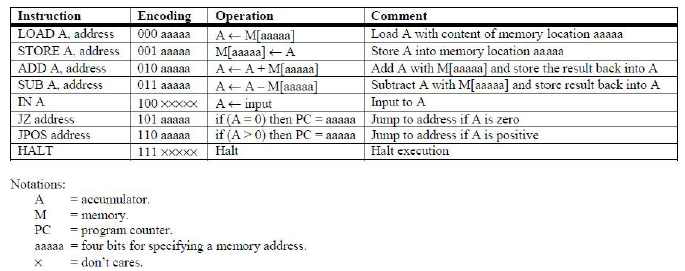 Instruction Encoding Operation Comment
LOAD A, address 000 aaaaa A ← M[aaaaa] Load A with content of memory location aaaaa
STORE A, address 001 aaaaa M[aaaaa] ← A Store A into memory location aaaaa
ADD A, address 010 aaaaa A ← A + M[aaaaa] Add A with M[aaaaa] and store the result back into A
SUB A, address 011 aaaaa A ← A – M[aaaaa] Subtract A with M[aaaaa] and store result back into A
IN A 100 xxxxx A ← input Input to A
JZ address 101 aaaaa if (A = 0) then PC = aaaaa Jump to address if A is zero
JPOS address 110 aaaaa if (A > 0) then PC = aaaaa Jump to address if A is positive
HALT 111 xxxxx Halt Halt execution
Notations:
A = accumulator.
M = memory.
PC = program counter.
aaaaa = four bits for specifying a memory address.
x = don't cares.